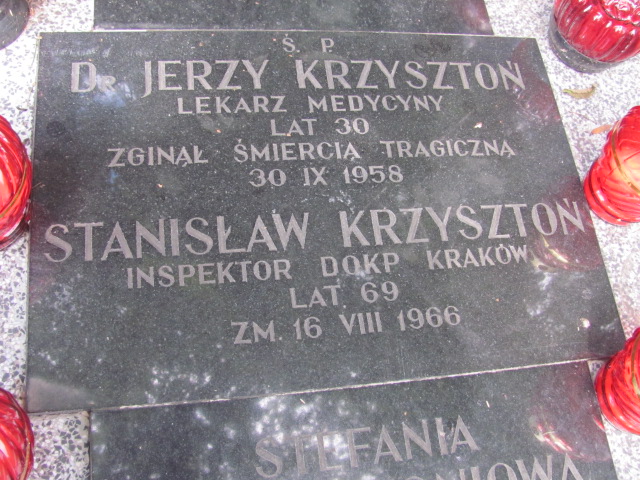 Ś. P.
Dr JERZY KRZYSZTOŃ
LEKARZ MEDYCYNY
LAT 30
ZGINĄŁ ŚMIERCIĄ TRAGICZNĄ
30 IX 1958
STANISŁAW KRZYSZTOŃ
INSPEKTOR DOKP KRAKÓW
LAT 69
ZM. 16 VIII 1966
STEFANIA